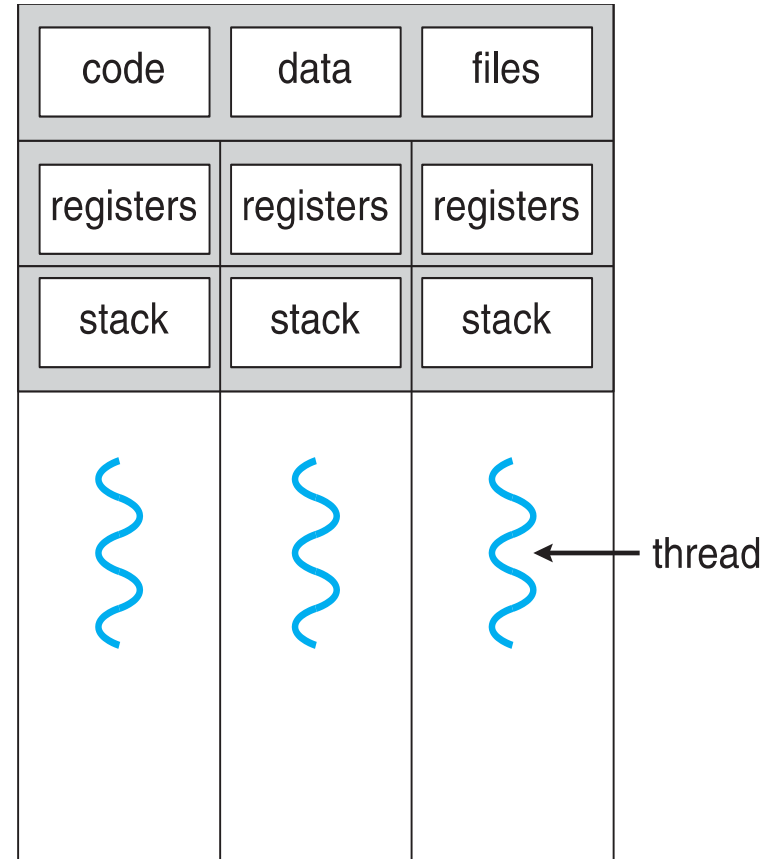 code data files
registers registers registers
stack stack stack
thread